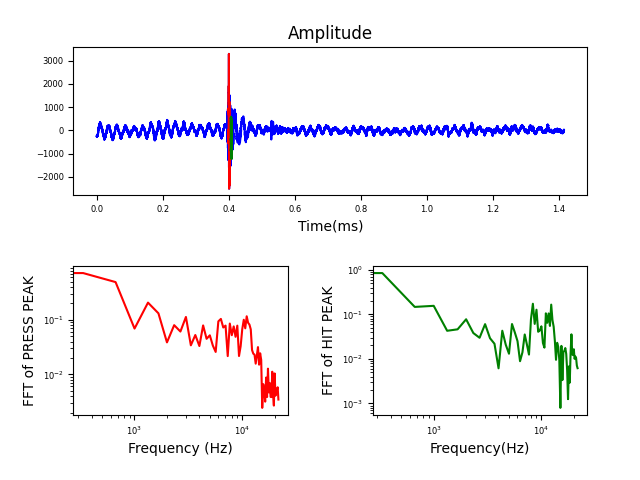 Amplitude
3000
2000
1000
0
−1000
−2000
0.0 0.2 0.4 0.6 0.8 1.0 1.2 1.4
Time(ms)
FFT of PRESS PEAK
10⁻¹
10⁻²
10³ 10⁴
Frequency (Hz)
FFT of HIT PEAK
10⁰
10⁻¹
10⁻²
10⁻³
10³ 10⁴
Frequency(Hz)